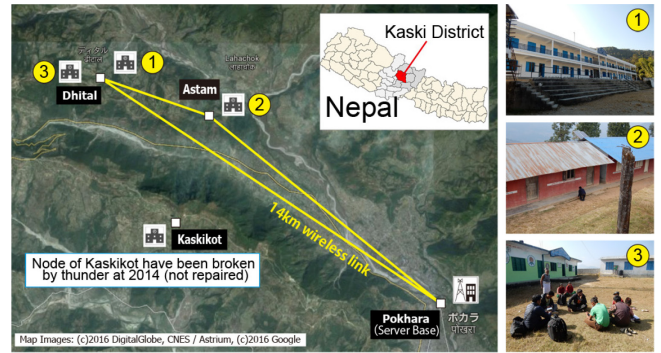 1
3
Dhital
Lahachok
Astam
2
Kaski District
Nepal
14km wireless link
Kaskikot
Node of Kaskikot have been broken
by thunder at 2014 (not repaired)
Pokhara
(Server Base)
ポカラ
पोखरा
Map Images: (c)2016 DigitalGlobe, CNES / Astrium, (c)2016 Google
1
2
3